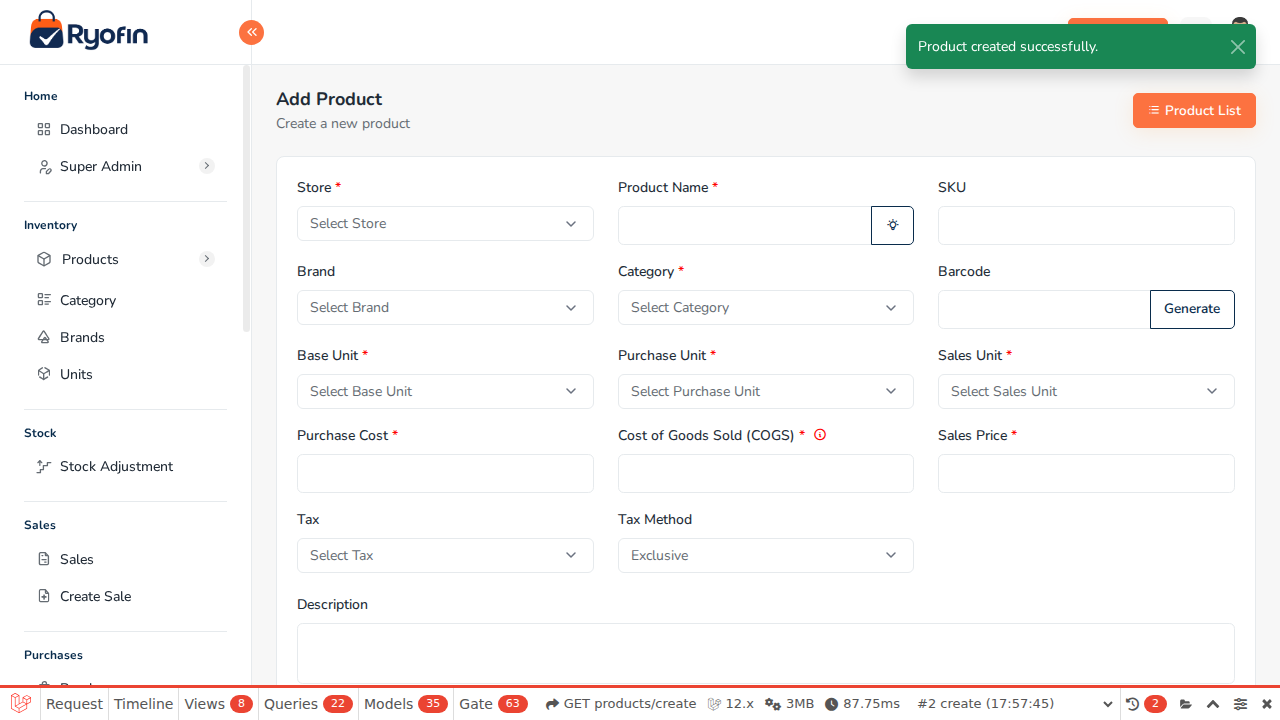 Ryofin
Product created successfully.
Home
Dashboard
Super Admin
Inventory
Products
Category
Brands
Units
Stock
Stock Adjustment
Sales
Sales
Create Sale
Purchases
Add Product
Create a new product
Product List
Store *
Product Name *
SKU
Select Store
Brand
Category *
Barcode
Select Brand
Select Category
Generate
Base Unit *
Purchase Unit *
Sales Unit *
Select Base Unit
Select Purchase Unit
Select Sales Unit
Purchase Cost *
Cost of Goods Sold (COGS) *
Sales Price *
Tax
Tax Method
Select Tax
Exclusive
Description
Request Timeline Views 8 Queries 22 Models 35 Gate 63 GET products/create 12.x 3MB 87.75ms #2 create (17:57:45) 2